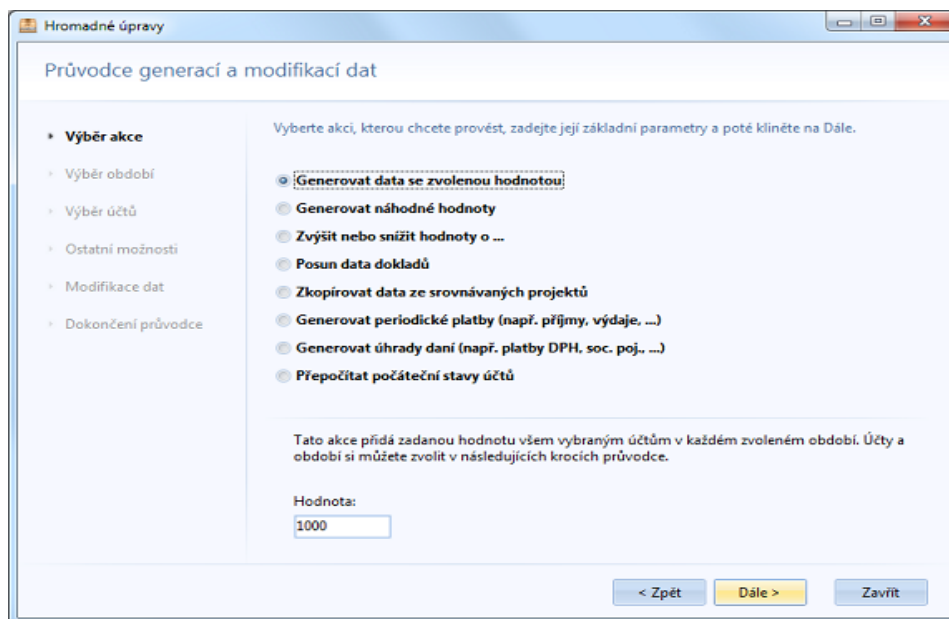 Hromadné úpravy
Průvodce generací a modifikací dat
Výběr akce
Výběr období
Výběr účtů
Ostatní možnosti
Modifikace dat
Dokončení průvodce
Vyberte akci, kterou chcete provést, zadejte její základní parametry a poté kliněte na Dále.
Generovat data se zvolenou hodnotou
Generovat náhodné hodnoty
Zvýšit nebo snížit hodnoty o ...
Posun data dokladů
Zkopírovat data ze srovnávaných projektů
Generovat periodické platby (např. příjmy, výdaje, ...)
Generovat úhrady daní (např. platby DPH, soc. poj., ...)
Přepočítat počáteční stavy účtů
Tato akce přidá zadanou hodnotu všem vybraným účtům v každém zvoleném období. Účty a
období si můžete zvolit v následujících krocích průvodce.
Hodnota:
1000
< Zpět
Dále >
Zavřít